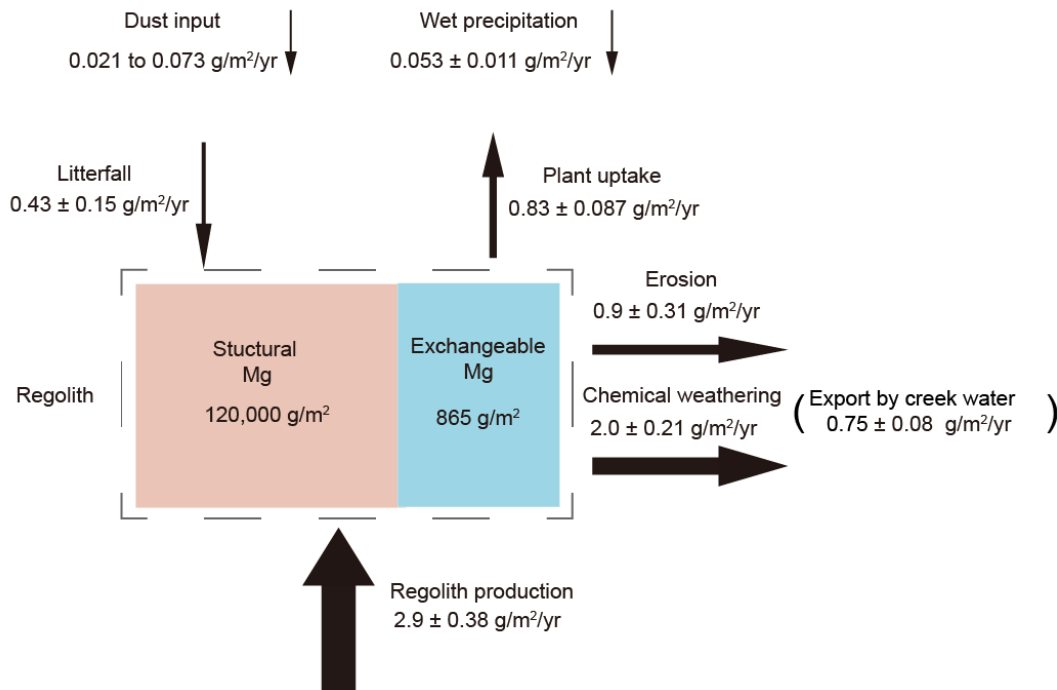 Dust input
0.021 to 0.073 g/m²/yr
Wet precipitation
0.053 ± 0.011 g/m²/yr
Litterfall
0.43 ± 0.15 g/m²/yr
Plant uptake
0.83 ± 0.087 g/m²/yr
Regolith
Stuctural
Mg
120,000 g/m²
Exchangeable
Mg
865 g/m²
Erosion
0.9 ± 0.31 g/m²/yr
Chemical weathering
2.0 ± 0.21 g/m²/yr
(Export by creek water
0.75 ± 0.08 g/m²/yr)
Regolith production
2.9 ± 0.38 g/m²/yr